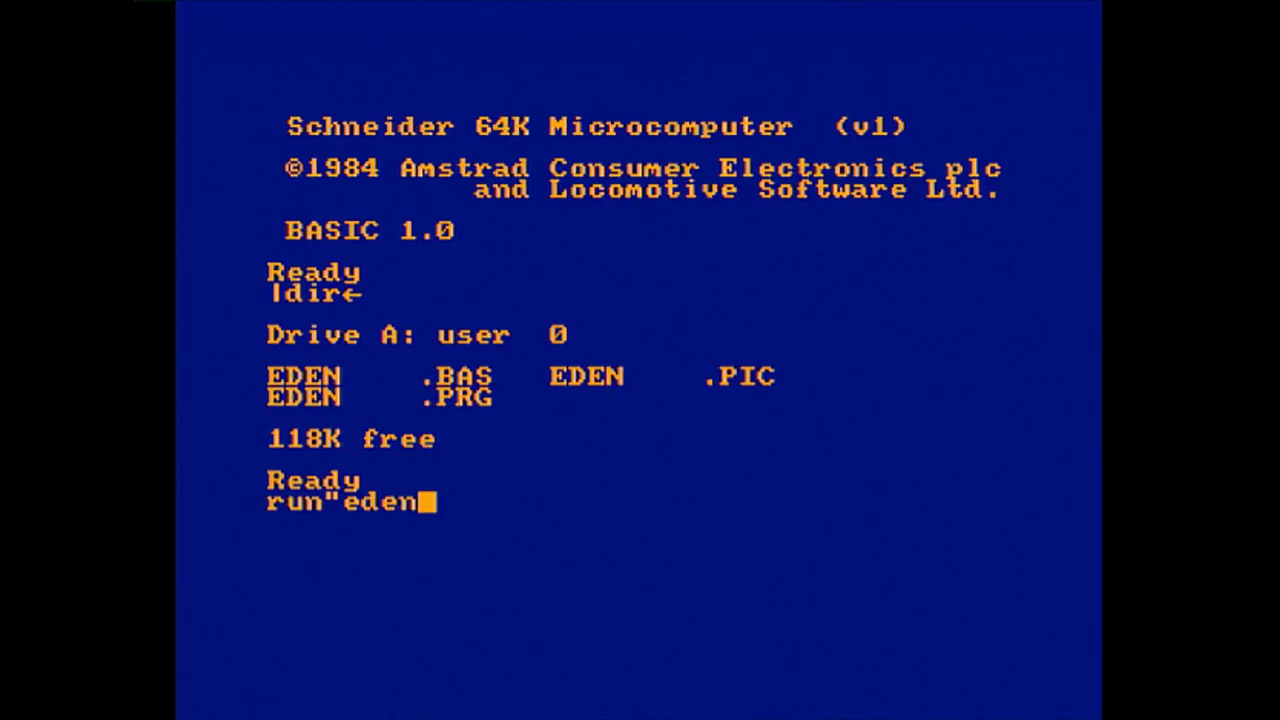 Schneider 64K Microcomputer  (v1)
©1984 Amstrad Consumer Electronics plc
and Locomotive Software Ltd.
BASIC 1.0
Ready
|dir←
Drive A: user  0
EDEN    .BAS   EDEN    .PIC
EDEN    .PRG
118K free
Ready
run"eden